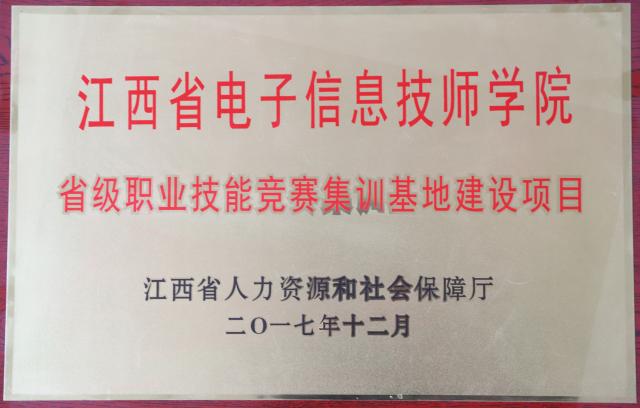 江西省电子信息技师学院
省级职业技能竞赛集训基地建设项目
江西省人力资源和社会保障厅
二〇一七年十二月